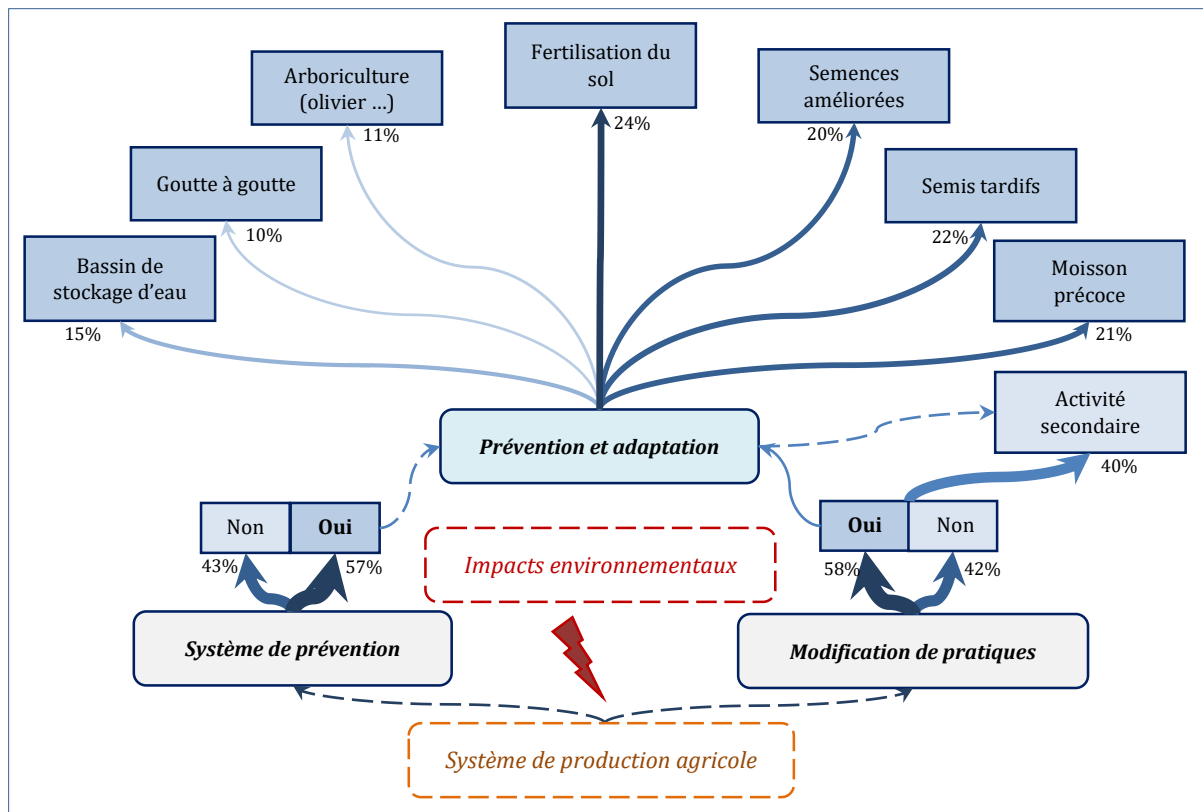 Fertilisation du
sol
24%
Arboriculture
(olivier ...)
11%
Semences
améliorées
20%
Goutte à goutte
10%
Semis tardifs
22%
Bassin de
stockage d'eau
15%
Moisson
précoce
21%
Activité
secondaire
40%
Prévention et adaptation
Non
Oui
43%
57%
Oui
Non
58%
42%
Impacts environnementaux
Système de prévention
Modification de pratiques
Système de production agricole